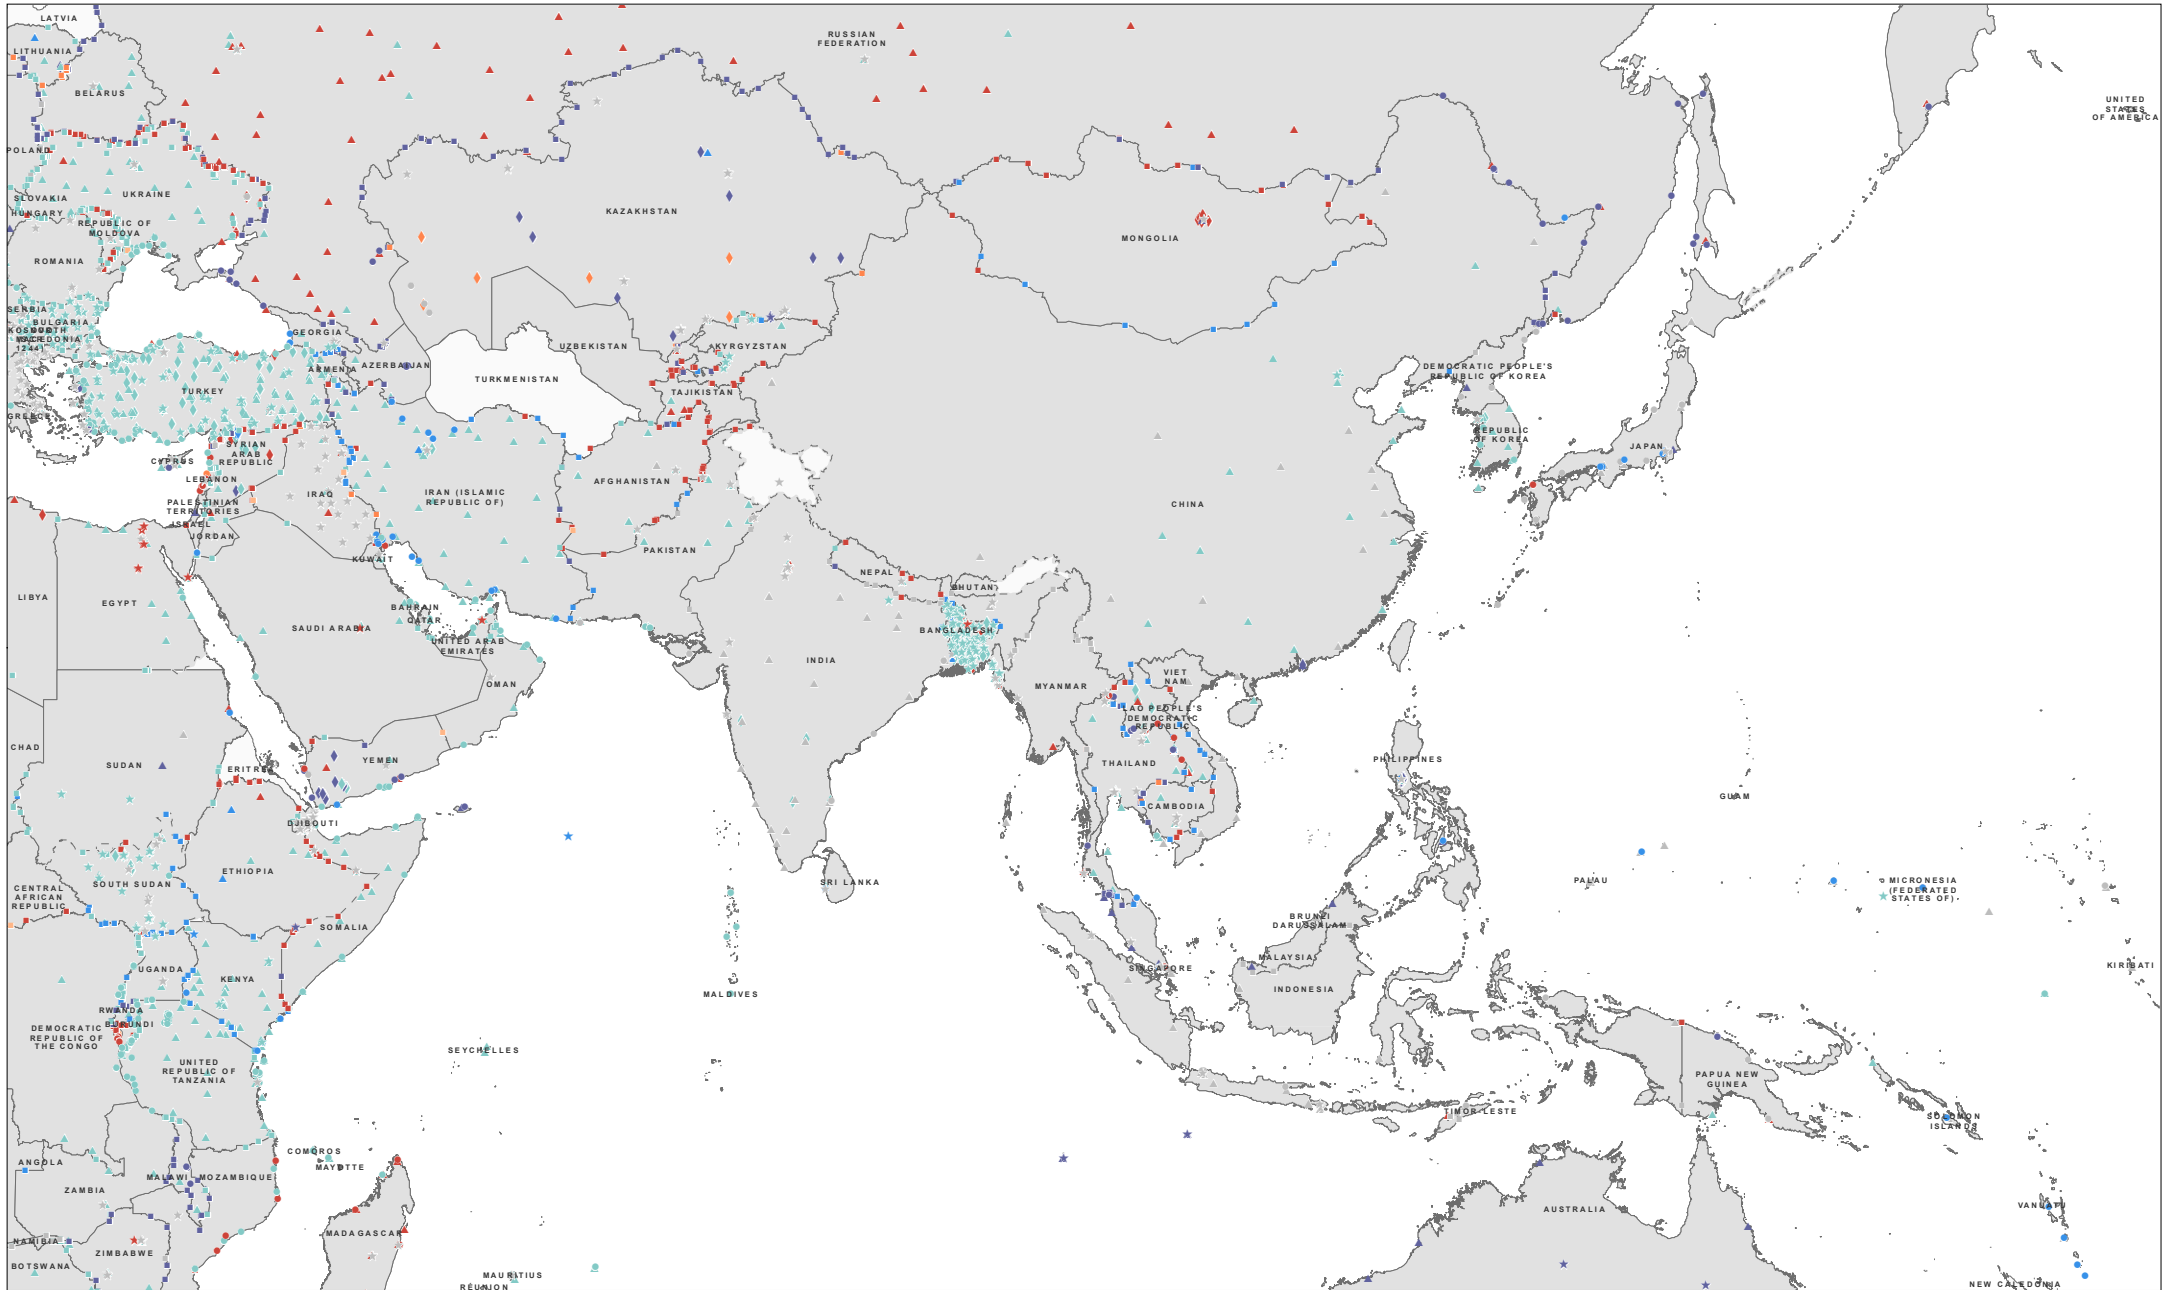 LATVIA
LITHUANIA
BELARUS
POLAND
UKRAINE
SLOVAKIA
HUNGARY
REPUBLIC OF
MOLDOVA
ROMANIA
SERBIA
BULGARIA
MACEDONIA
1244)
GREECE
TURKEY
GEORGIA
ARMENIA
AZERBAIJAN
RUSSIAN
FEDERATION
KAZAKHSTAN
UZBEKISTAN
KYRGYZSTAN
TURKMENISTAN
TAJIKISTAN
MONGOLIA
UNITED
STATES
OF AMERICA
DEMOCRATIC PEOPLE'S
REPUBLIC OF KOREA
REPUBLIC
OF KOREA
JAPAN
CHINA
CYPRUS
SYRIAN
ARAB
REPUBLIC
LEBANON
PALESTINIAN
TERRITORIES
ISRAEL
JORDAN
IRAQ
IRAN (ISLAMIC
REPUBLIC OF)
AFGHANISTAN
PAKISTAN
KUWAIT
BAHRAIN
QATAR
UNITED ARAB
EMIRATES
SAUDI ARABIA
OMAN
YEMEN
LIBYA
EGYPT
NEPAL
BHUTAN
BANGLADESH
INDIA
MYANMAR
VIET
NAM
LAO PEOPLE'S
DEMOCRATIC
REPUBLIC
THAILAND
CAMBODIA
PHILIPPINES
GUAM
CHAD
SUDAN
ERITREA
DJIBOUTI
ETHIOPIA
SOUTH SUDAN
CENTRAL
AFRICAN
REPUBLIC
SOMALIA
UGANDA
KENYA
RWANDA
BURUNDI
DEMOCRATIC
REPUBLIC OF
THE CONGO
UNITED
REPUBLIC OF
TANZANIA
SRI LANKA
MALDIVES
SEYCHELLES
PALAU
MICRONESIA
(FEDERATED
STATES OF)
BRUNEI
DARUSSALAM
MALAYSIA
SINGAPORE
INDONESIA
KIRIBATI
PAPUA NEW
GUINEA
TIMOR-LESTE
SOLOMON
ISLANDS
COMOROS
MAYOTTE
ANGOLA
ZAMBIA
MALAWI
MOZAMBIQUE
MADAGASCAR
NAMIBIA
ZIMBABWE
BOTSWANA
MAURITIUS
RÉUNION
AUSTRALIA
VANUATU
NEW CALEDONIA